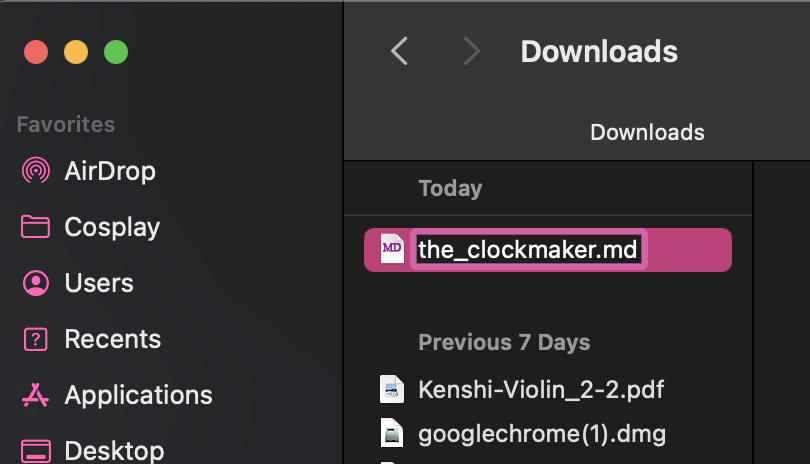 Downloads
Downloads
Favorites
AirDrop
Cosplay
Users
Recents
Applications
Desktop
Today
MD the_clockmaker.md
Previous 7 Days
Kenshi-Violin_2-2.pdf
googlechrome(1).dmg